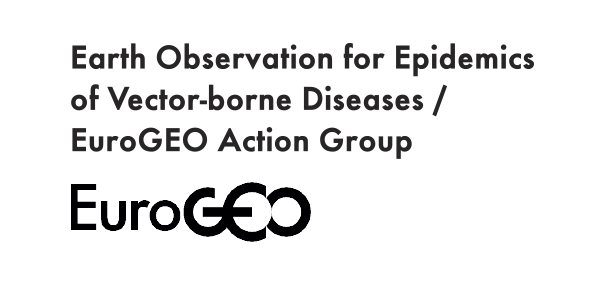 Earth Observation for Epidemics
of Vector-borne Diseases /
EuroGEO Action Group
EuroGEO